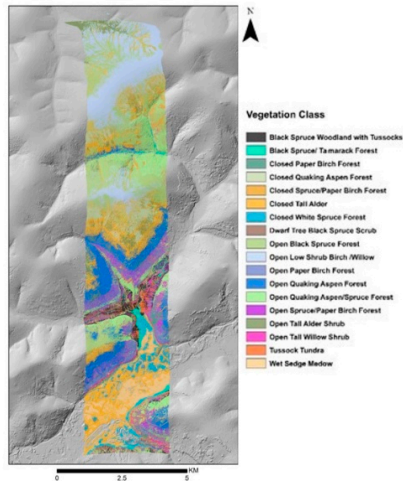 N
Vegetation Class
Black Spruce Woodland with Tussocks
Black Spruce/ Tamarack Forest
Closed Paper Birch Forest
Closed Quaking Aspen Forest
Closed Spruce/Paper Birch Forest
Closed Tall Alder
Closed White Spruce Forest
Dwarf Tree Black Spruce Scrub
Open Black Spruce Forest
Open Low Shrub Birch /Willow
Open Paper Birch Forest
Open Quaking Aspen Forest
Open Quaking Aspen/Spruce Forest
Open Spruce/Paper Birch Forest
Open Tall Alder Shrub
Open Tall Willow Shrub
Tussock Tundra
Wet Sedge Medow
KM
0 2.5 5